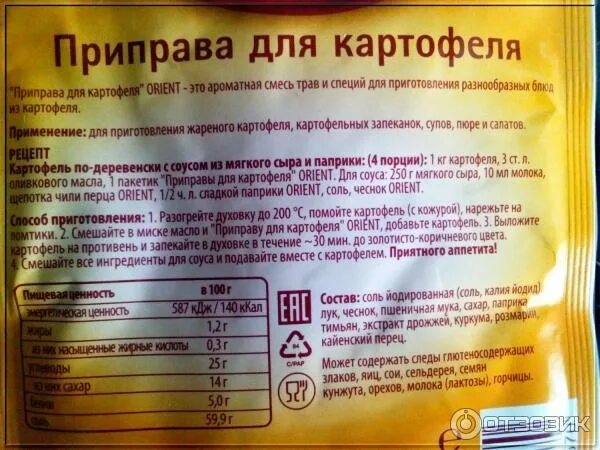 Приправа для картофеля
"Приправа для картофеля" ORIENT - это ароматная смесь трав и специй для приготовления разнообразных блюд
из картофеля.
Применение: для приготовления жареного картофеля, картофельных запеканок, супов, пюре и салатов.
РЕЦЕПТ
Картофель по-деревенски с соусом из мягкого сыра и паприки: (4 порции): 1 кг картофеля, 3 ст. л.
оливкового масла, 1 пакетик "Приправы для картофеля" ORIENT. Для соуса: 250 г мягкого сыра, 10 мл молока,
щепотка чили перца ORIENT, 1/2 ч. л. сладкой паприки ORIENT, соль, чеснок ORIENT.
Способ приготовления: 1. Разогрейте духовку до 200 °С, помойте картофель (с кожурой), нарежьте на
ломтики. 2. Смешайте в миске масло и "Приправу для картофеля" ORIENT, добавьте картофель. 3. Выложите
картофель на противень и запекайте в духовке в течение ~30 мин. до золотисто-коричневого цвета.
4. Смешайте все ингредиенты для соуса и подавайте вместе с картофелем. Приятного аппетита!
Пищевая ценность в 100 г
энергетическая ценность 587 кДж / 140 кКал
жиры 1,2 г
из них насыщенные жирные кислоты 0,3 г
углеводы 25 г
из них сахар 14 г
белки 5,0 г
соль 59,9 г
EAC
84
C/PAP
Состав: соль йодированная (соль, калия йодид)
лук, чеснок, пшеничная мука, сахар, паприка
тимьян, экстракт дрожжей, куркума, розмарин,
кайенский перец.
Может содержать следы глютеносодержащих
злаков, яиц, сои, сельдерея, семян
кунжута, орехов, молока (лактозы), горчицы.
ОТЗОВИК